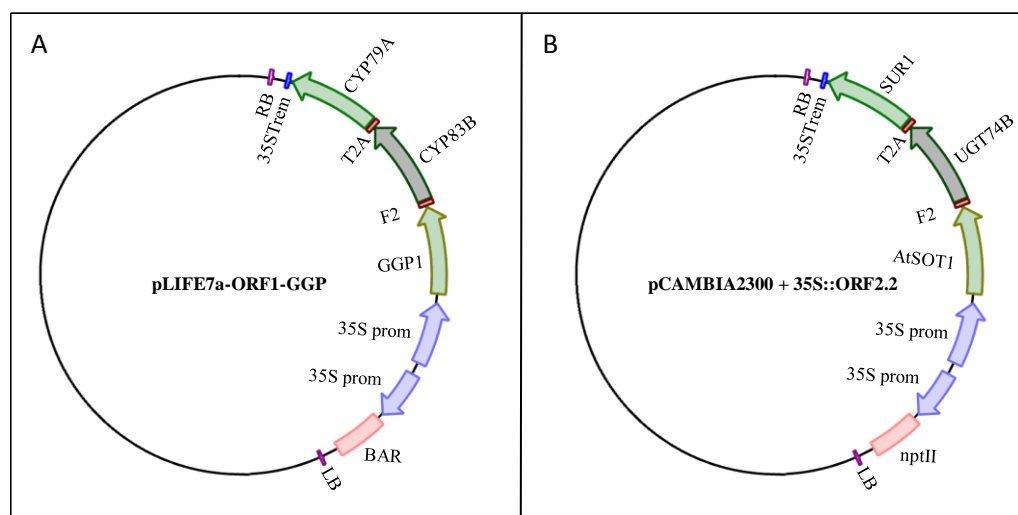 A
RB
35STrem
CYP79A
T2A
CYP83B
F2
GGP1
pLIFE7a-ORF1-GGP
35S prom
35S prom
BAR
LB
B
RB
35STrem
SUR1
T2A
UGT74B
F2
AtSOT1
pCAMBIA2300 + 35S::ORF2.2
35S prom
35S prom
nptII
LB